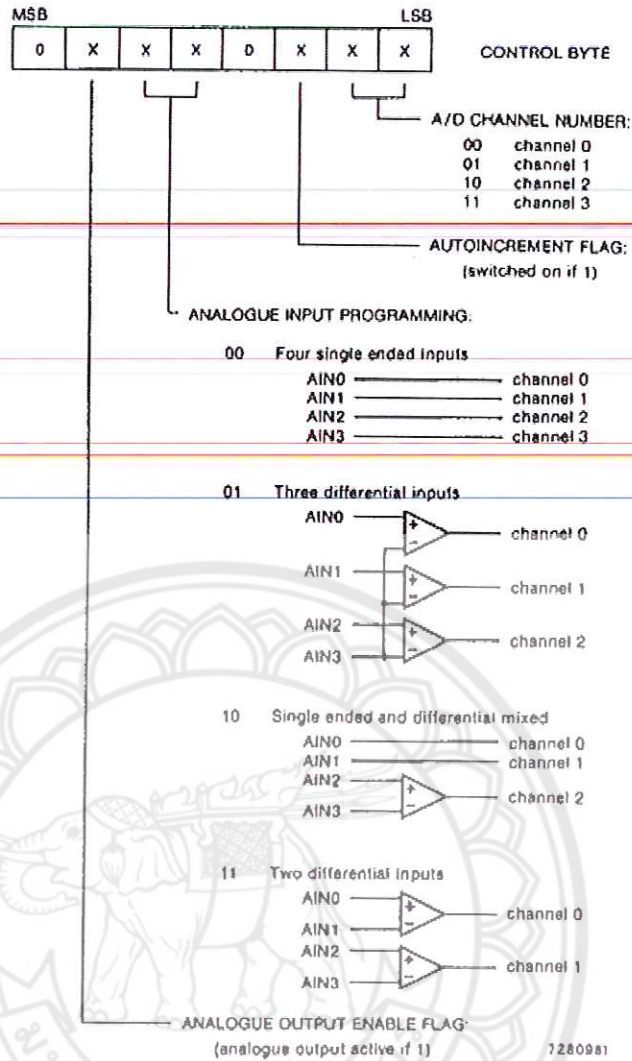 MSB LSB
0 X X X 0 X X X CONTROL BYTE
A/D CHANNEL NUMBER:
00 channel 0
01 channel 1
10 channel 2
11 channel 3
AUTOINCREMENT FLAG:
(switched on if 1)
ANALOGUE INPUT PROGRAMMING:
00 Four single ended inputs
AIN0 channel 0
AIN1 channel 1
AIN2 channel 2
AIN3 channel 3
01 Three differential inputs
AIN0 + − channel 0
AIN1 + − channel 1
AIN2 + − channel 2
AIN3
10 Single ended and differential mixed
AIN0 channel 0
AIN1 channel 1
AIN2 + − channel 2
AIN3
11 Two differential inputs
AIN0 + − channel 0
AIN1
AIN2 + − channel 1
AIN3
ANALOGUE OUTPUT ENABLE FLAG:
(analogue output active if 1)
7280981